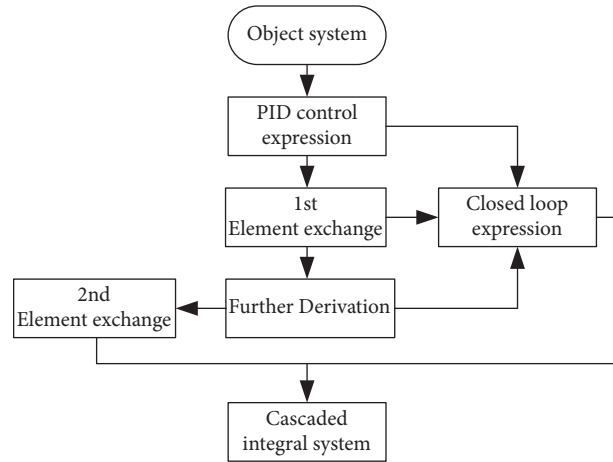 Object system
PID control
expression
1st
Element exchange
Closed loop
expression
2nd
Element exchange
Further Derivation
Cascaded
integral system